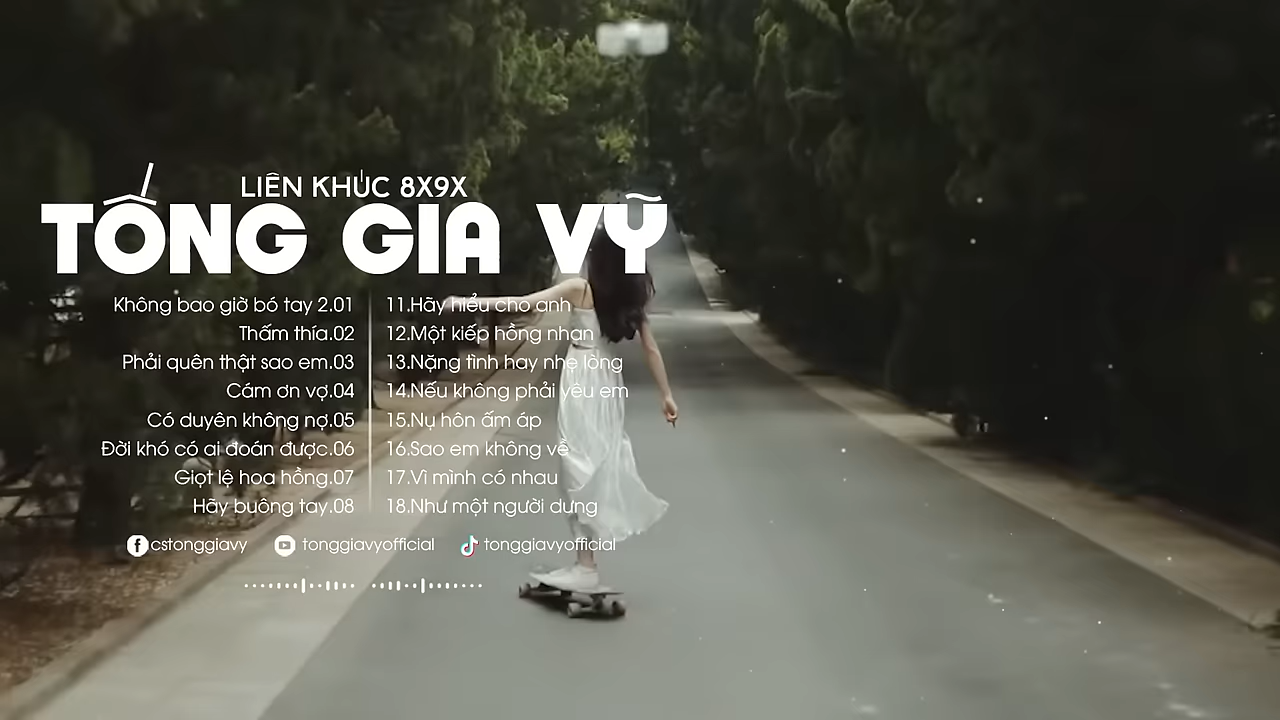 LIÊN KHÚC 8X9X
TỐNG GIA VỸ
Không bao giờ bó tay 2.01
Thấm thía.02
Phải quên thật sao em.03
Cám ơn vợ.04
Có duyên không nợ.05
Đời khó có ai đoán được.06
Giọt lệ hoa hồng.07
Hãy buông tay.08
11.Hãy hiểu cho anh
12.Một kiếp hồng nhan
13.Nặng tình hay nhẹ lòng
14.Nếu không phải yêu em
15.Nụ hôn ấm áp
16.Sao em không về
17.Vì mình có nhau
18.Như một người dưng
cstonggiavy
tonggiavyofficial
tonggiavyofficial